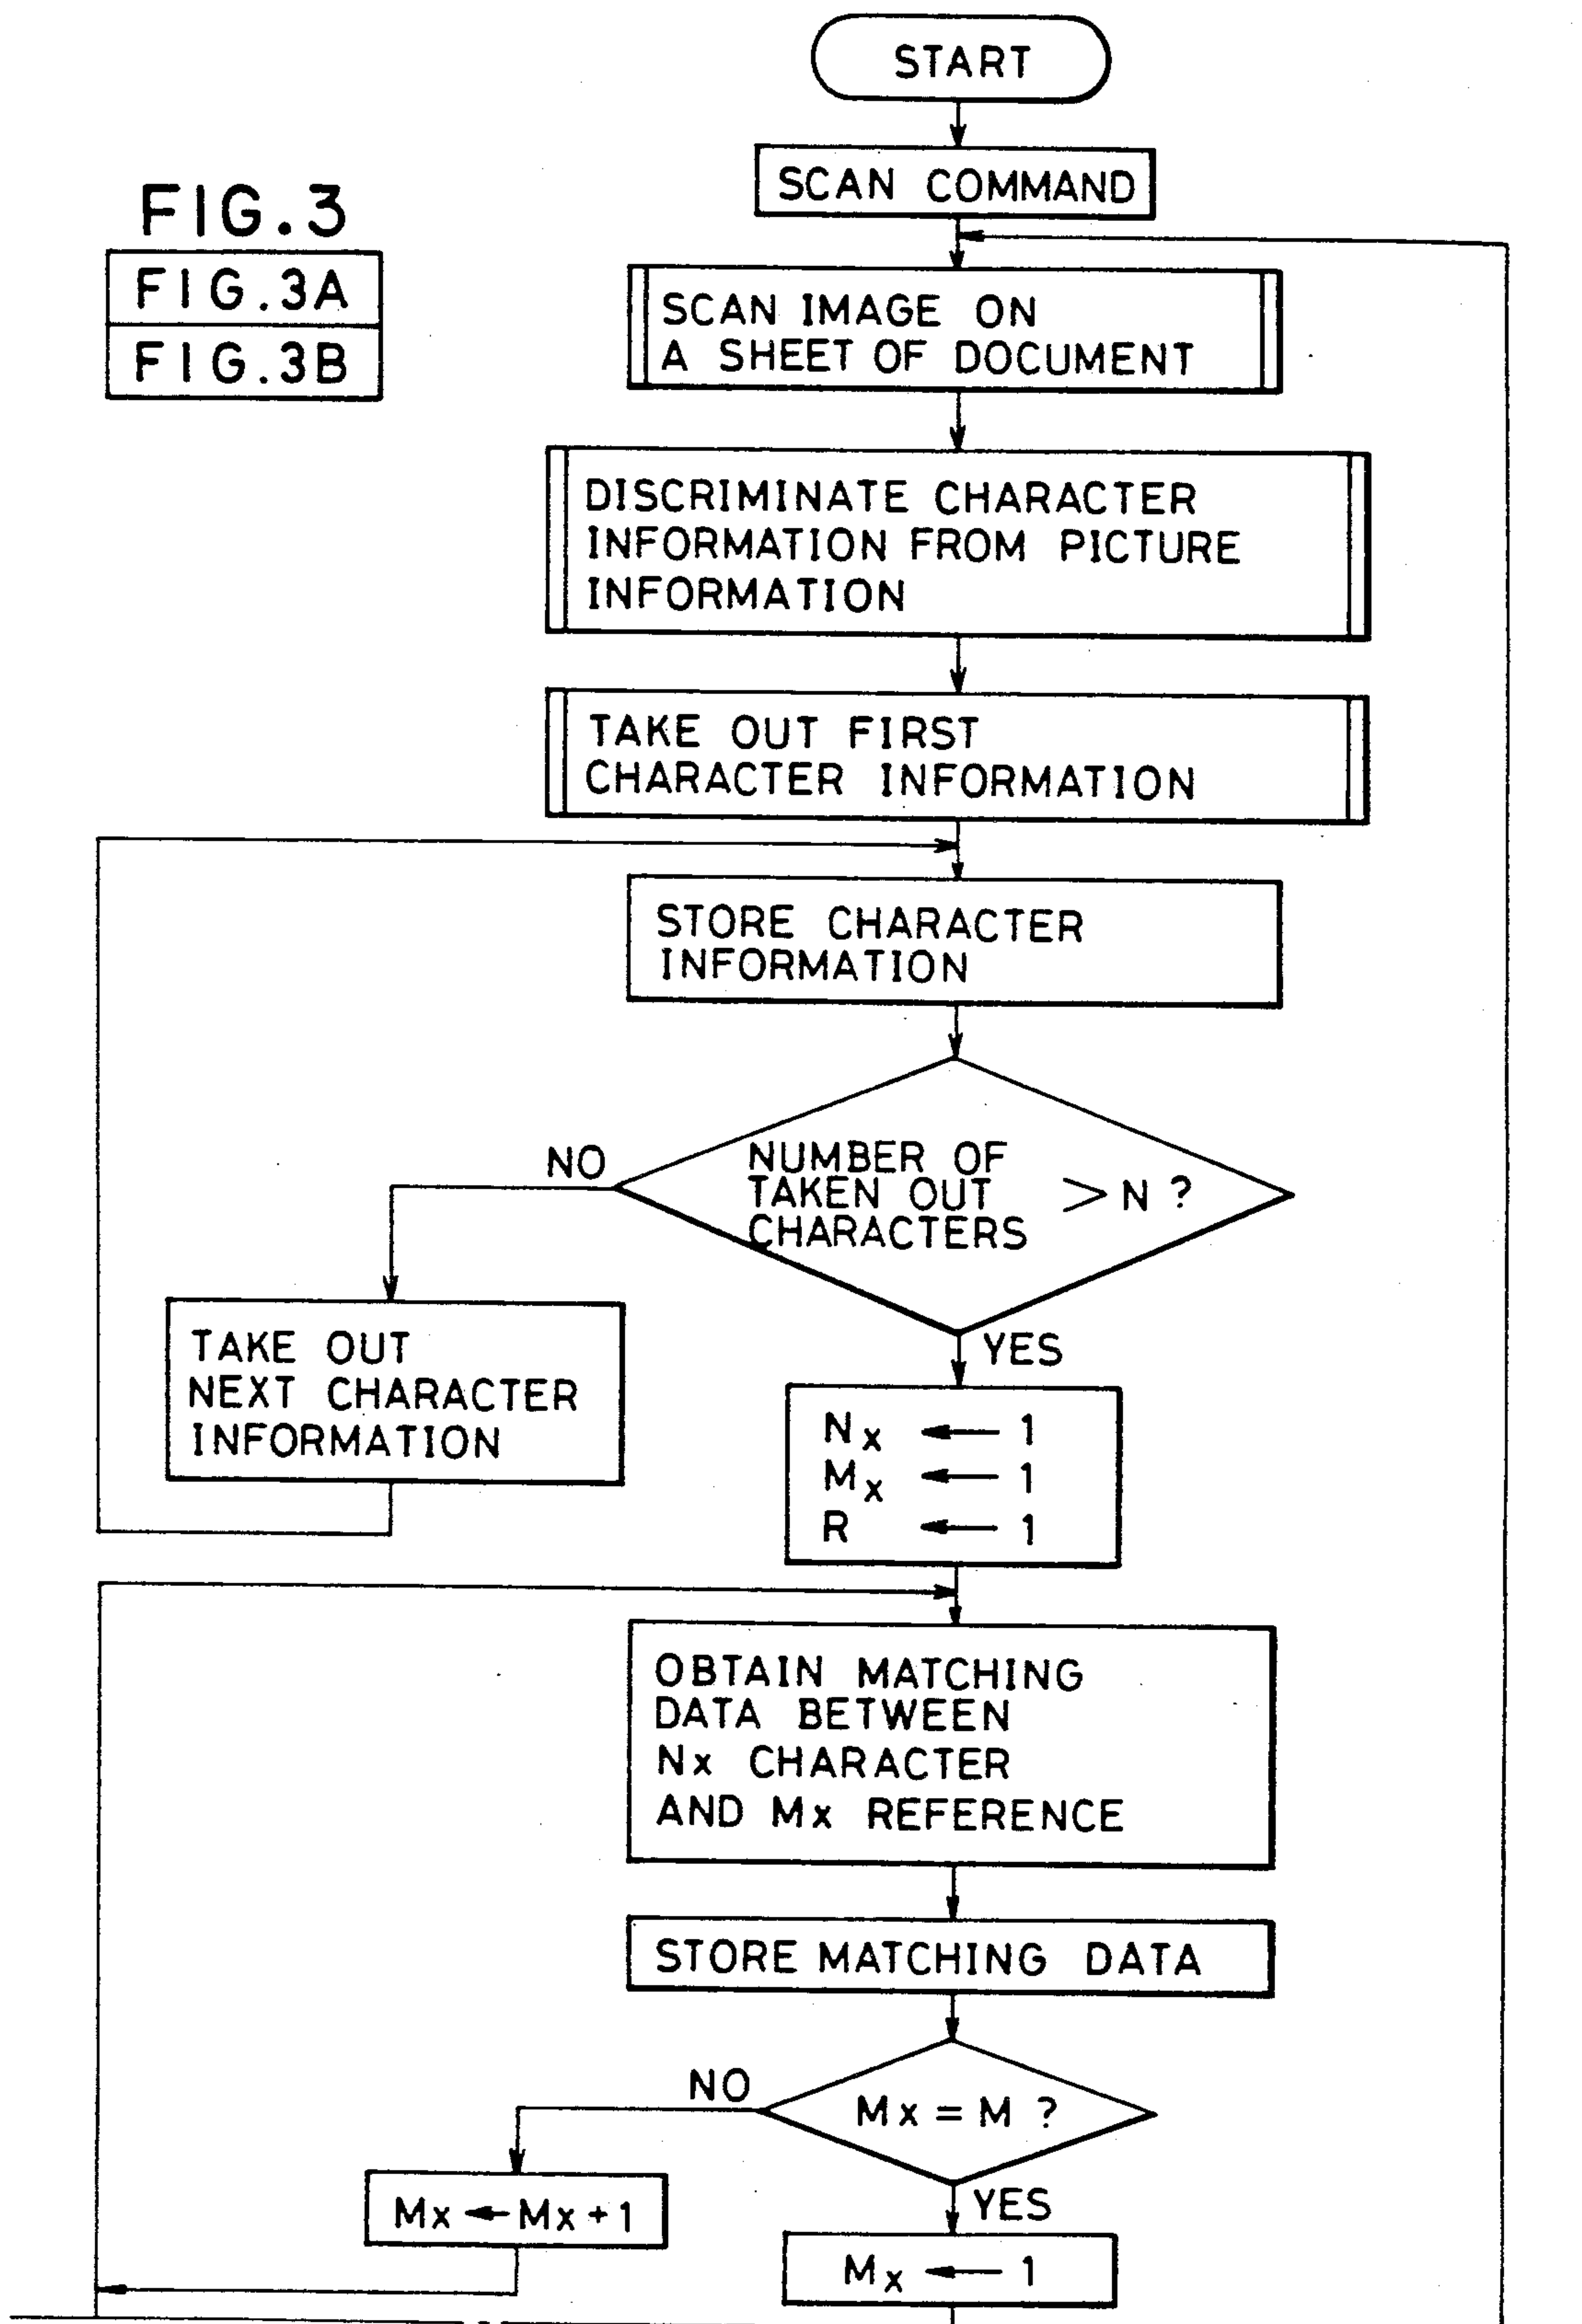 START
SCAN COMMAND
FIG.3
FIG.3A
FIG.3B
SCAN IMAGE ON
A SHEET OF DOCUMENT
DISCRIMINATE CHARACTER
INFORMATION FROM PICTURE
INFORMATION
TAKE OUT FIRST
CHARACTER INFORMATION
STORE CHARACTER
INFORMATION
NO
NUMBER OF
TAKEN OUT > N ?
CHARACTERS
YES
TAKE OUT
NEXT CHARACTER
INFORMATION
Nx ← 1
Mx ← 1
R ← 1
OBTAIN MATCHING
DATA BETWEEN
Nx CHARACTER
AND Mx REFERENCE
STORE MATCHING DATA
NO
Mx = M ?
YES
Mx ← Mx + 1
Mx ← 1